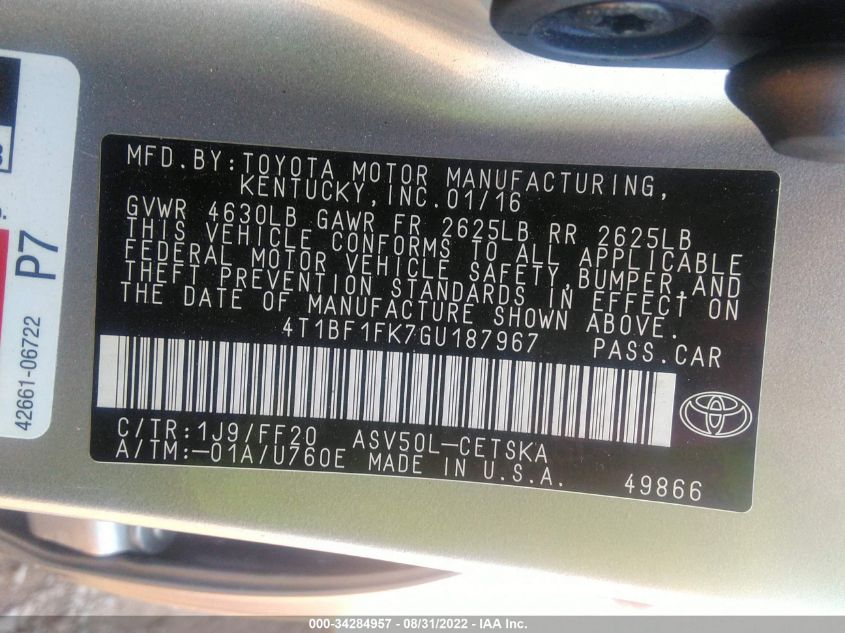 MFD.BY:TOYOTA MOTOR MANUFACTURING,
KENTUCKY,INC.01/16
GVWR 4630LB GAWR FR 2625LB RR 2625LB
THIS VEHICLE CONFORMS TO ALL APPLICABLE
FEDERAL MOTOR VEHICLE SAFETY,BUMPER,AND
THEFT PREVENTION STANDARDS IN EFFECT ON
THE DATE OF MANUFACTURE SHOWN ABOVE.
4T1BF1FK7GU187967 PASS.CAR
C/TR:1J9/FF20 ASV50L-CETSKA
A/TM:-01A/U760E MADE IN U.S.A.
49866
P7
42661-06722
000-34284957 - 08/31/2022 - IAA Inc.